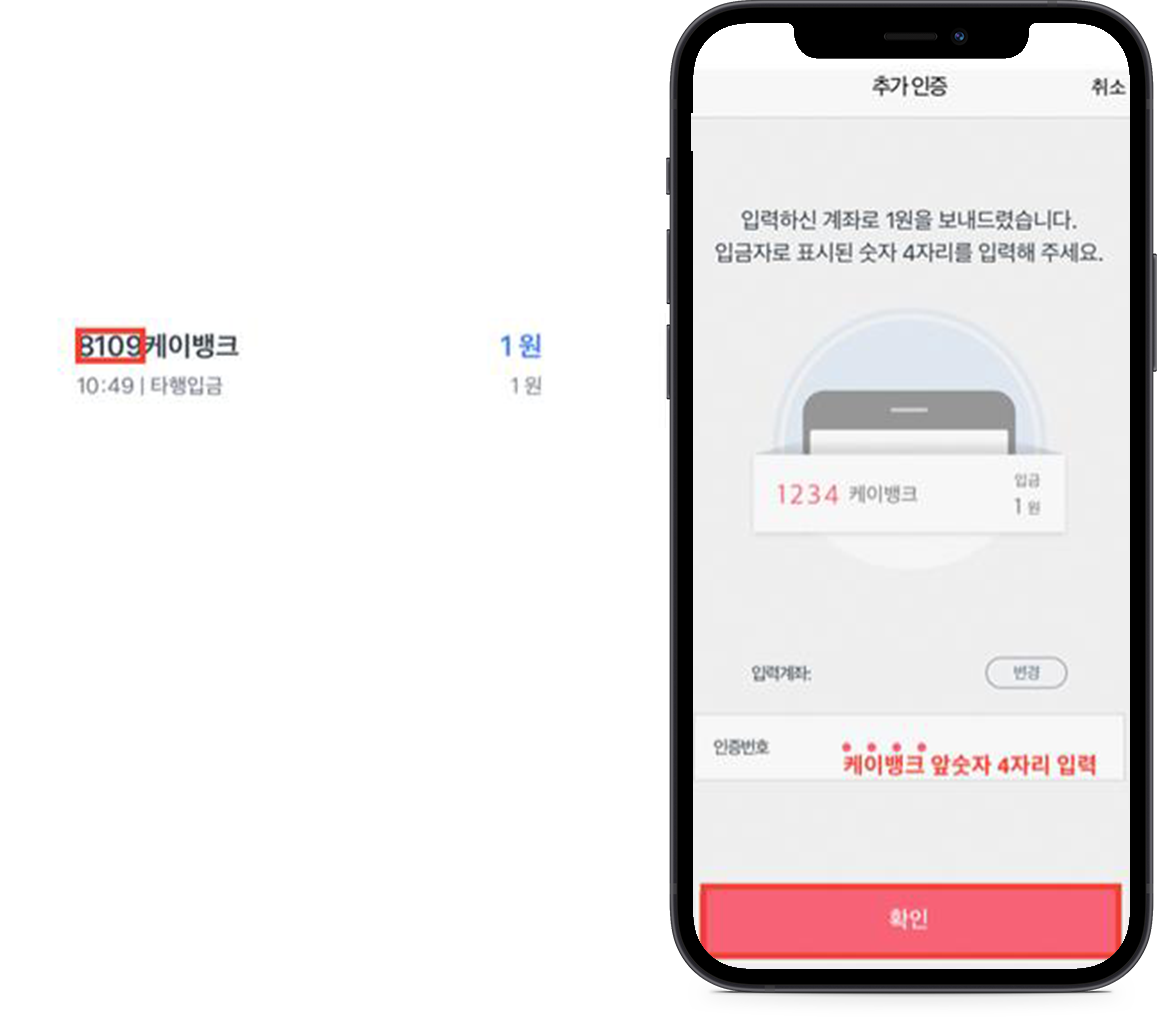 8109케이뱅크
1원
10:49 | 타행입금
1원
추가 인증
취소
입력하신 계좌로 1원을 보내드렸습니다.
입금자로 표시된 숫자 4자리를 입력해 주세요.
1234 케이뱅크
입금
1원
입력계좌:
변경
인증번호
케이뱅크 앞숫자 4자리 입력
확인